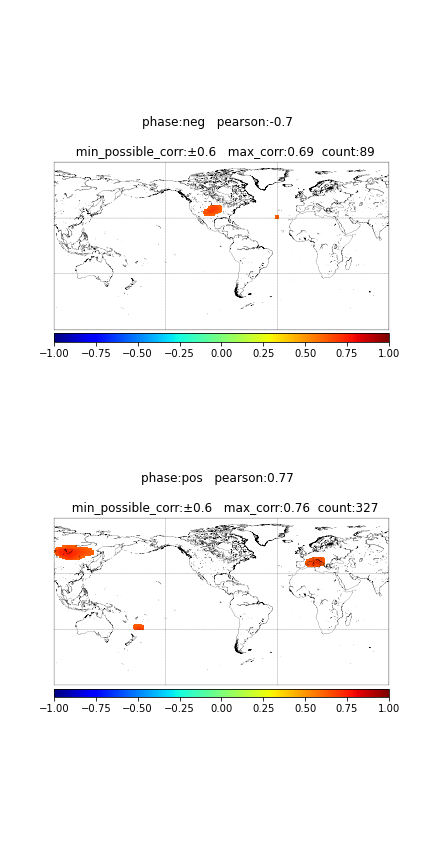 phase:neg   pearson:-0.7
min_possible_corr:±0.6   max_corr:0.69  count:89
−1.00 −0.75 −0.50 −0.25 0.00 0.25 0.50 0.75 1.00
phase:pos   pearson:0.77
min_possible_corr:±0.6   max_corr:0.76  count:327
−1.00 −0.75 −0.50 −0.25 0.00 0.25 0.50 0.75 1.00